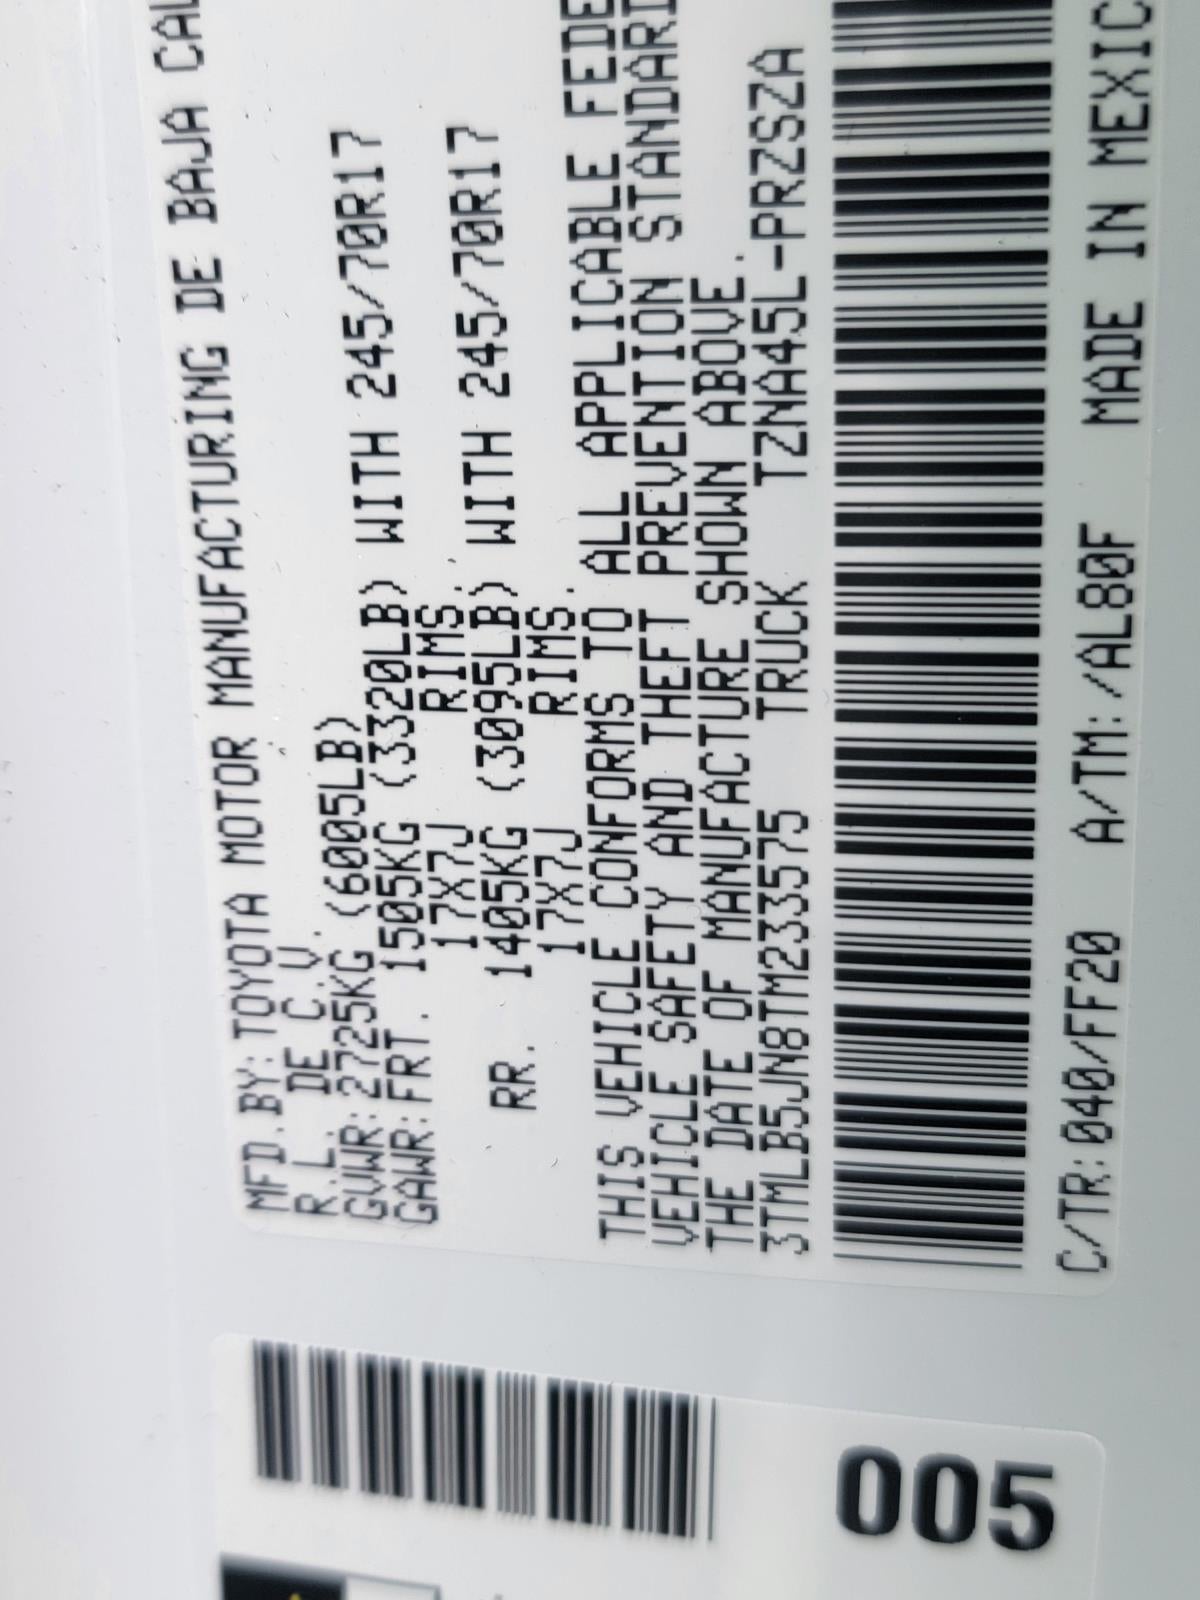 MFD.BY:TOYOTA MOTOR MANUFACTURING DE BAJA CAL
R.L. DE C.V.
GVWR:2725KG (6005LB)
GAWR:FRT. 1505KG (3320LB) WITH 245/70R17
17X7J RIMS,
RR. 1405KG (3095LB) WITH 245/70R17
17X7J RIMS.
THIS VEHICLE CONFORMS TO ALL APPLICABLE FEDE
VEHICLE SAFETY AND THEFT PREVENTION STANDARD
THE DATE OF MANUFACTURE SHOWN ABOVE.
3TMLB5JN8TM233575 TRUCK TZNA45L-PRZSZA
C/TR:040/FF20 A/TM:/AL80F MADE IN MEXIC
005